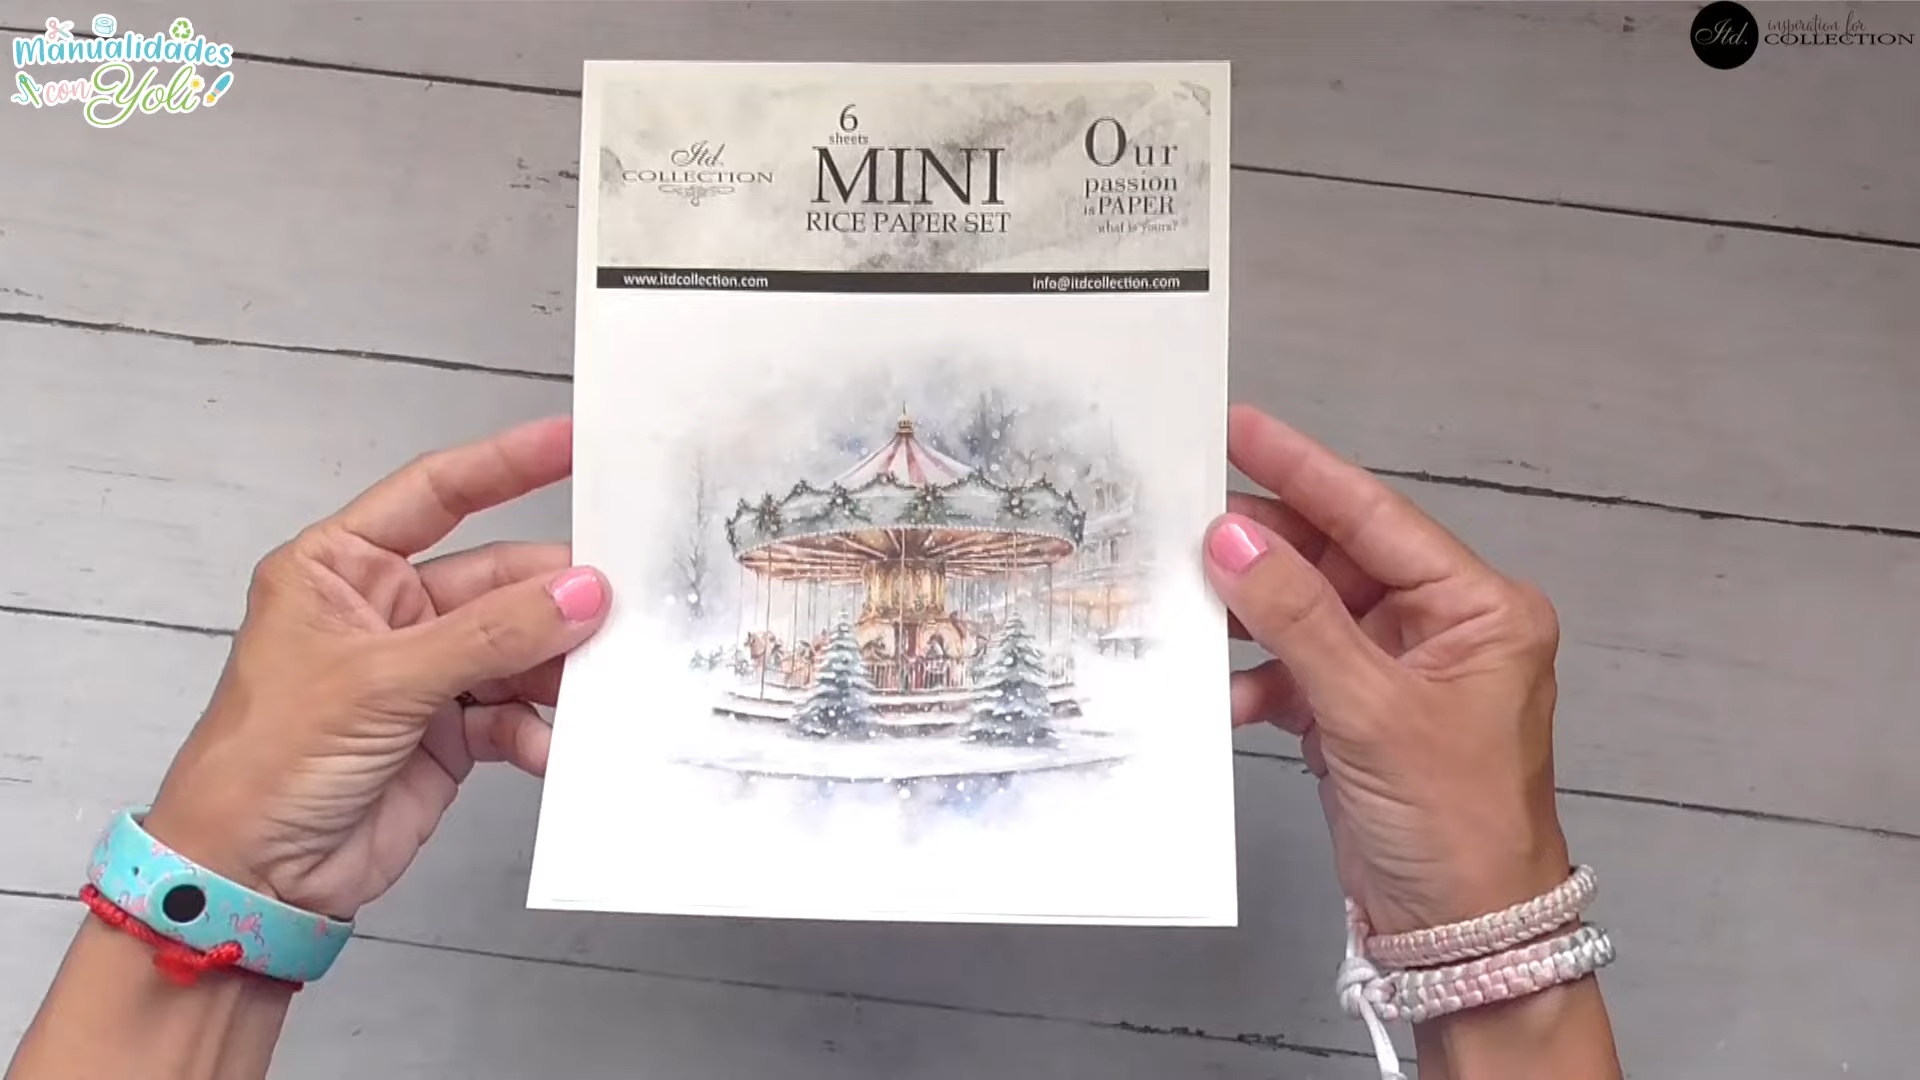 Manualidades
con Yoli
Itd.
inspiration for
COLLECTION
Itd.
COLLECTION
6
sheets
MINI
RICE PAPER SET
Our
passion
is PAPER
what is yours?
www.itdcollection.com
info@itdcollection.com